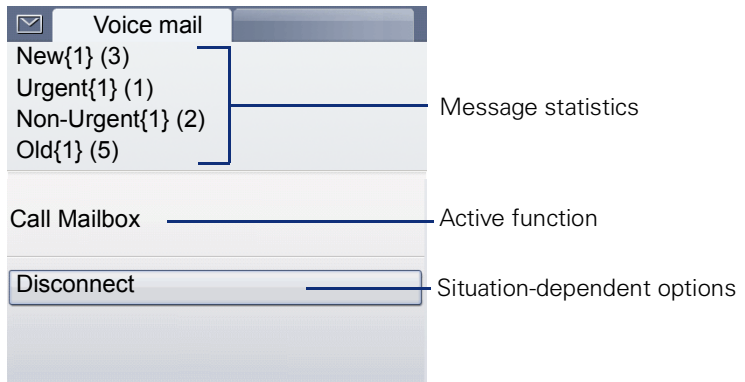 Voice mail
New{1} (3)
Urgent{1} (1)
Non-Urgent{1} (2)
Old{1} (5)
Message statistics
Call Mailbox
Active function
Disconnect
Situation-dependent options